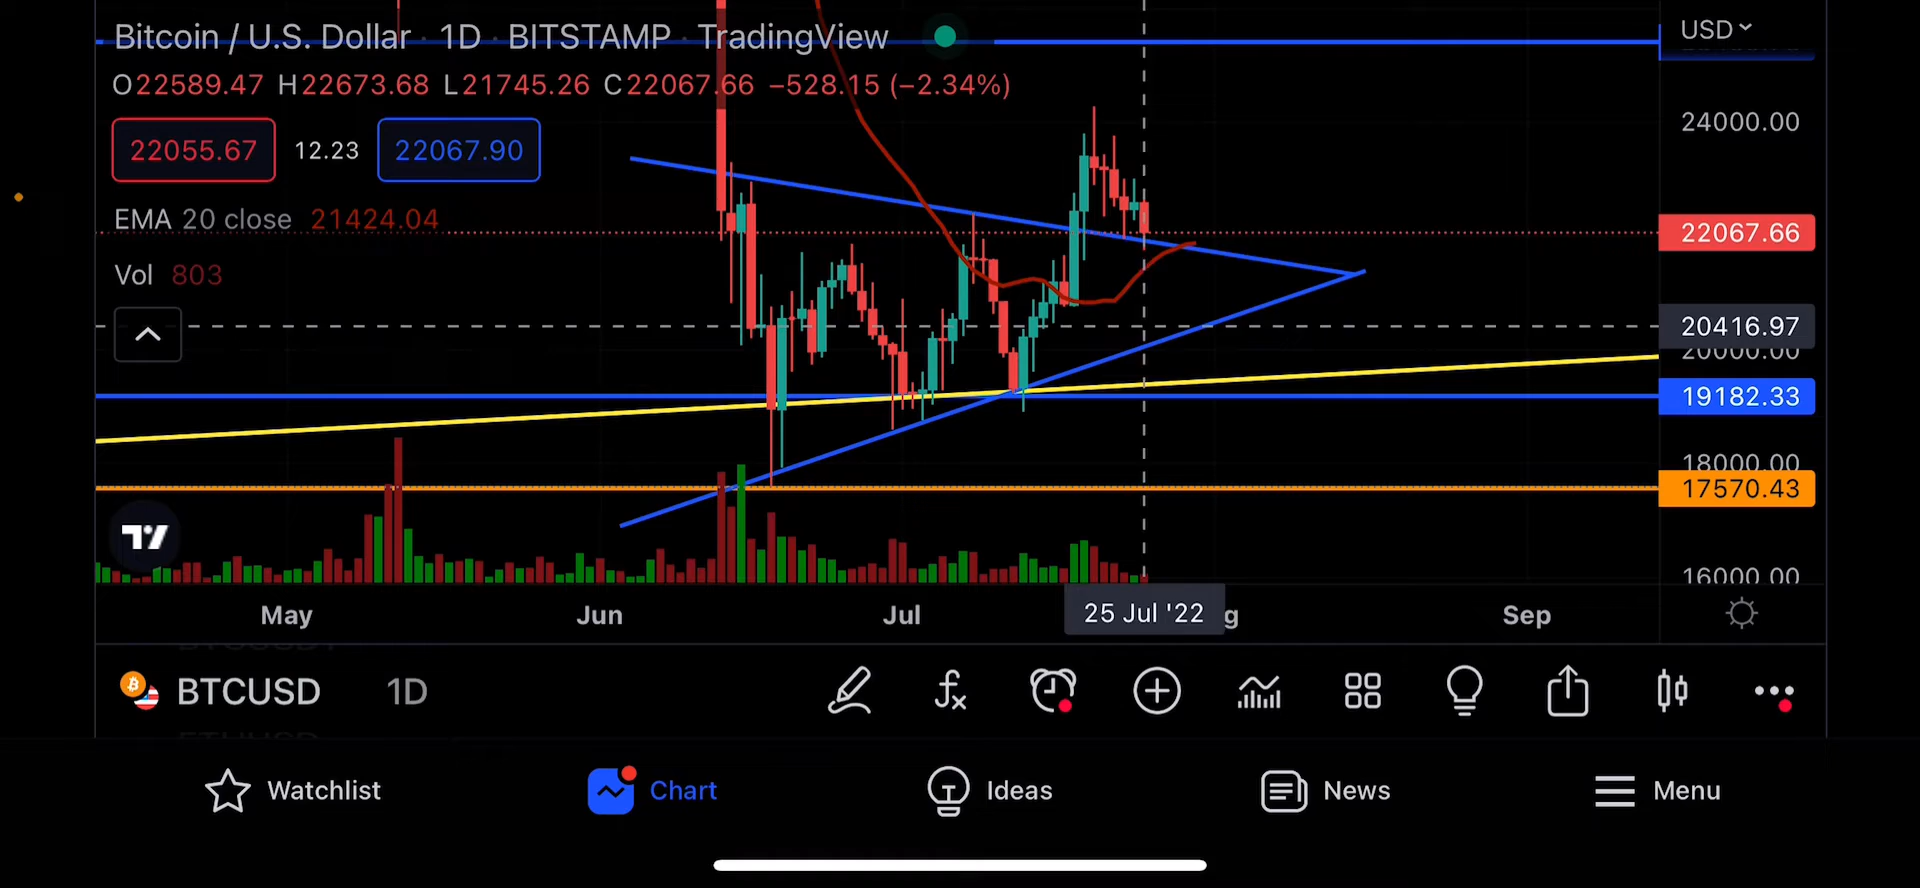 Bitcoin / U.S. Dollar · 1D · BITSTAMP · TradingView
USD
O22589.47 H22673.68 L21745.26 C22067.66 −528.15 (−2.34%)
24000.00
22055.67 12.23 22067.90
EMA 20 close 21424.04
22067.66
Vol 803
20416.97
20000.00
19182.33
18000.00
17570.43
16000.00
May Jun Jul 25 Jul '22 g Sep
BTCUSD 1D
Watchlist Chart Ideas News Menu